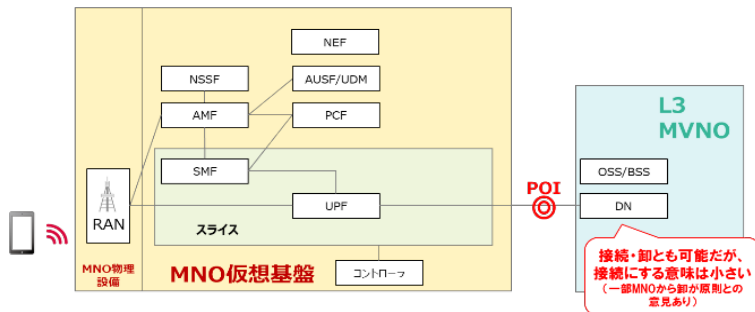 NEF
NSSF
AUSF/UDM
AMF
PCF
SMF
UPF
スライス
RAN
MNO物理
設備
MNO仮想基盤
コントローラ
POI
L3
MVNO
OSS/BSS
DN
接続・卸とも可能だが、
接続にする意味は小さい
(一部MNOから卸が原則との
意見あり)